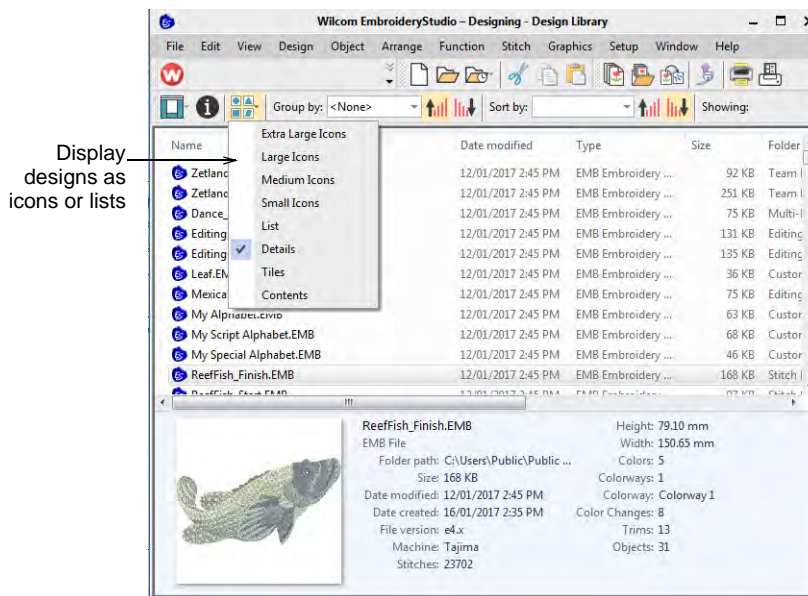 Wilcom EmbroideryStudio – Designing - Design Library
File Edit View Design Object Arrange Function Stitch Graphics Setup Window Help
Group by: <None> Sort by: Showing:
Display designs as icons or lists
Extra Large Icons
Large Icons
Medium Icons
Small Icons
List
Details
Tiles
Contents
Name Date modified Type Size Folder
Zetland 12/01/2017 2:45 PM EMB Embroidery ... 92 KB Team
Zetland 12/01/2017 2:45 PM EMB Embroidery ... 251 KB Team
Dance_ 12/01/2017 2:45 PM EMB Embroidery ... 75 KB Multi-
Editing 12/01/2017 2:45 PM EMB Embroidery ... 131 KB Editing
Editing 12/01/2017 2:45 PM EMB Embroidery ... 135 KB Editing
Leaf.EM 12/01/2017 2:45 PM EMB Embroidery ... 36 KB Custor
Mexica 12/01/2017 2:45 PM EMB Embroidery ... 75 KB Editing
My Alphabet.EMB 12/01/2017 2:45 PM EMB Embroidery ... 63 KB Custor
My Script Alphabet.EMB 12/01/2017 2:45 PM EMB Embroidery ... 68 KB Custor
My Special Alphabet.EMB 12/01/2017 2:45 PM EMB Embroidery ... 46 KB Custor
ReefFish_Finish.EMB 12/01/2017 2:45 PM EMB Embroidery ... 168 KB Stitch
ReefFish_Finish.EMB
EMB File
Folder path: C:\Users\Public\Public ...
Size: 168 KB
Date modified: 12/01/2017 2:45 PM
Date created: 16/01/2017 2:35 PM
File version: e4.x
Machine: Tajima
Stitches: 23702
Height: 79.10 mm
Width: 150.65 mm
Colors: 5
Colorways: 1
Colorway: Colorway 1
Color Changes: 8
Trims: 13
Objects: 31